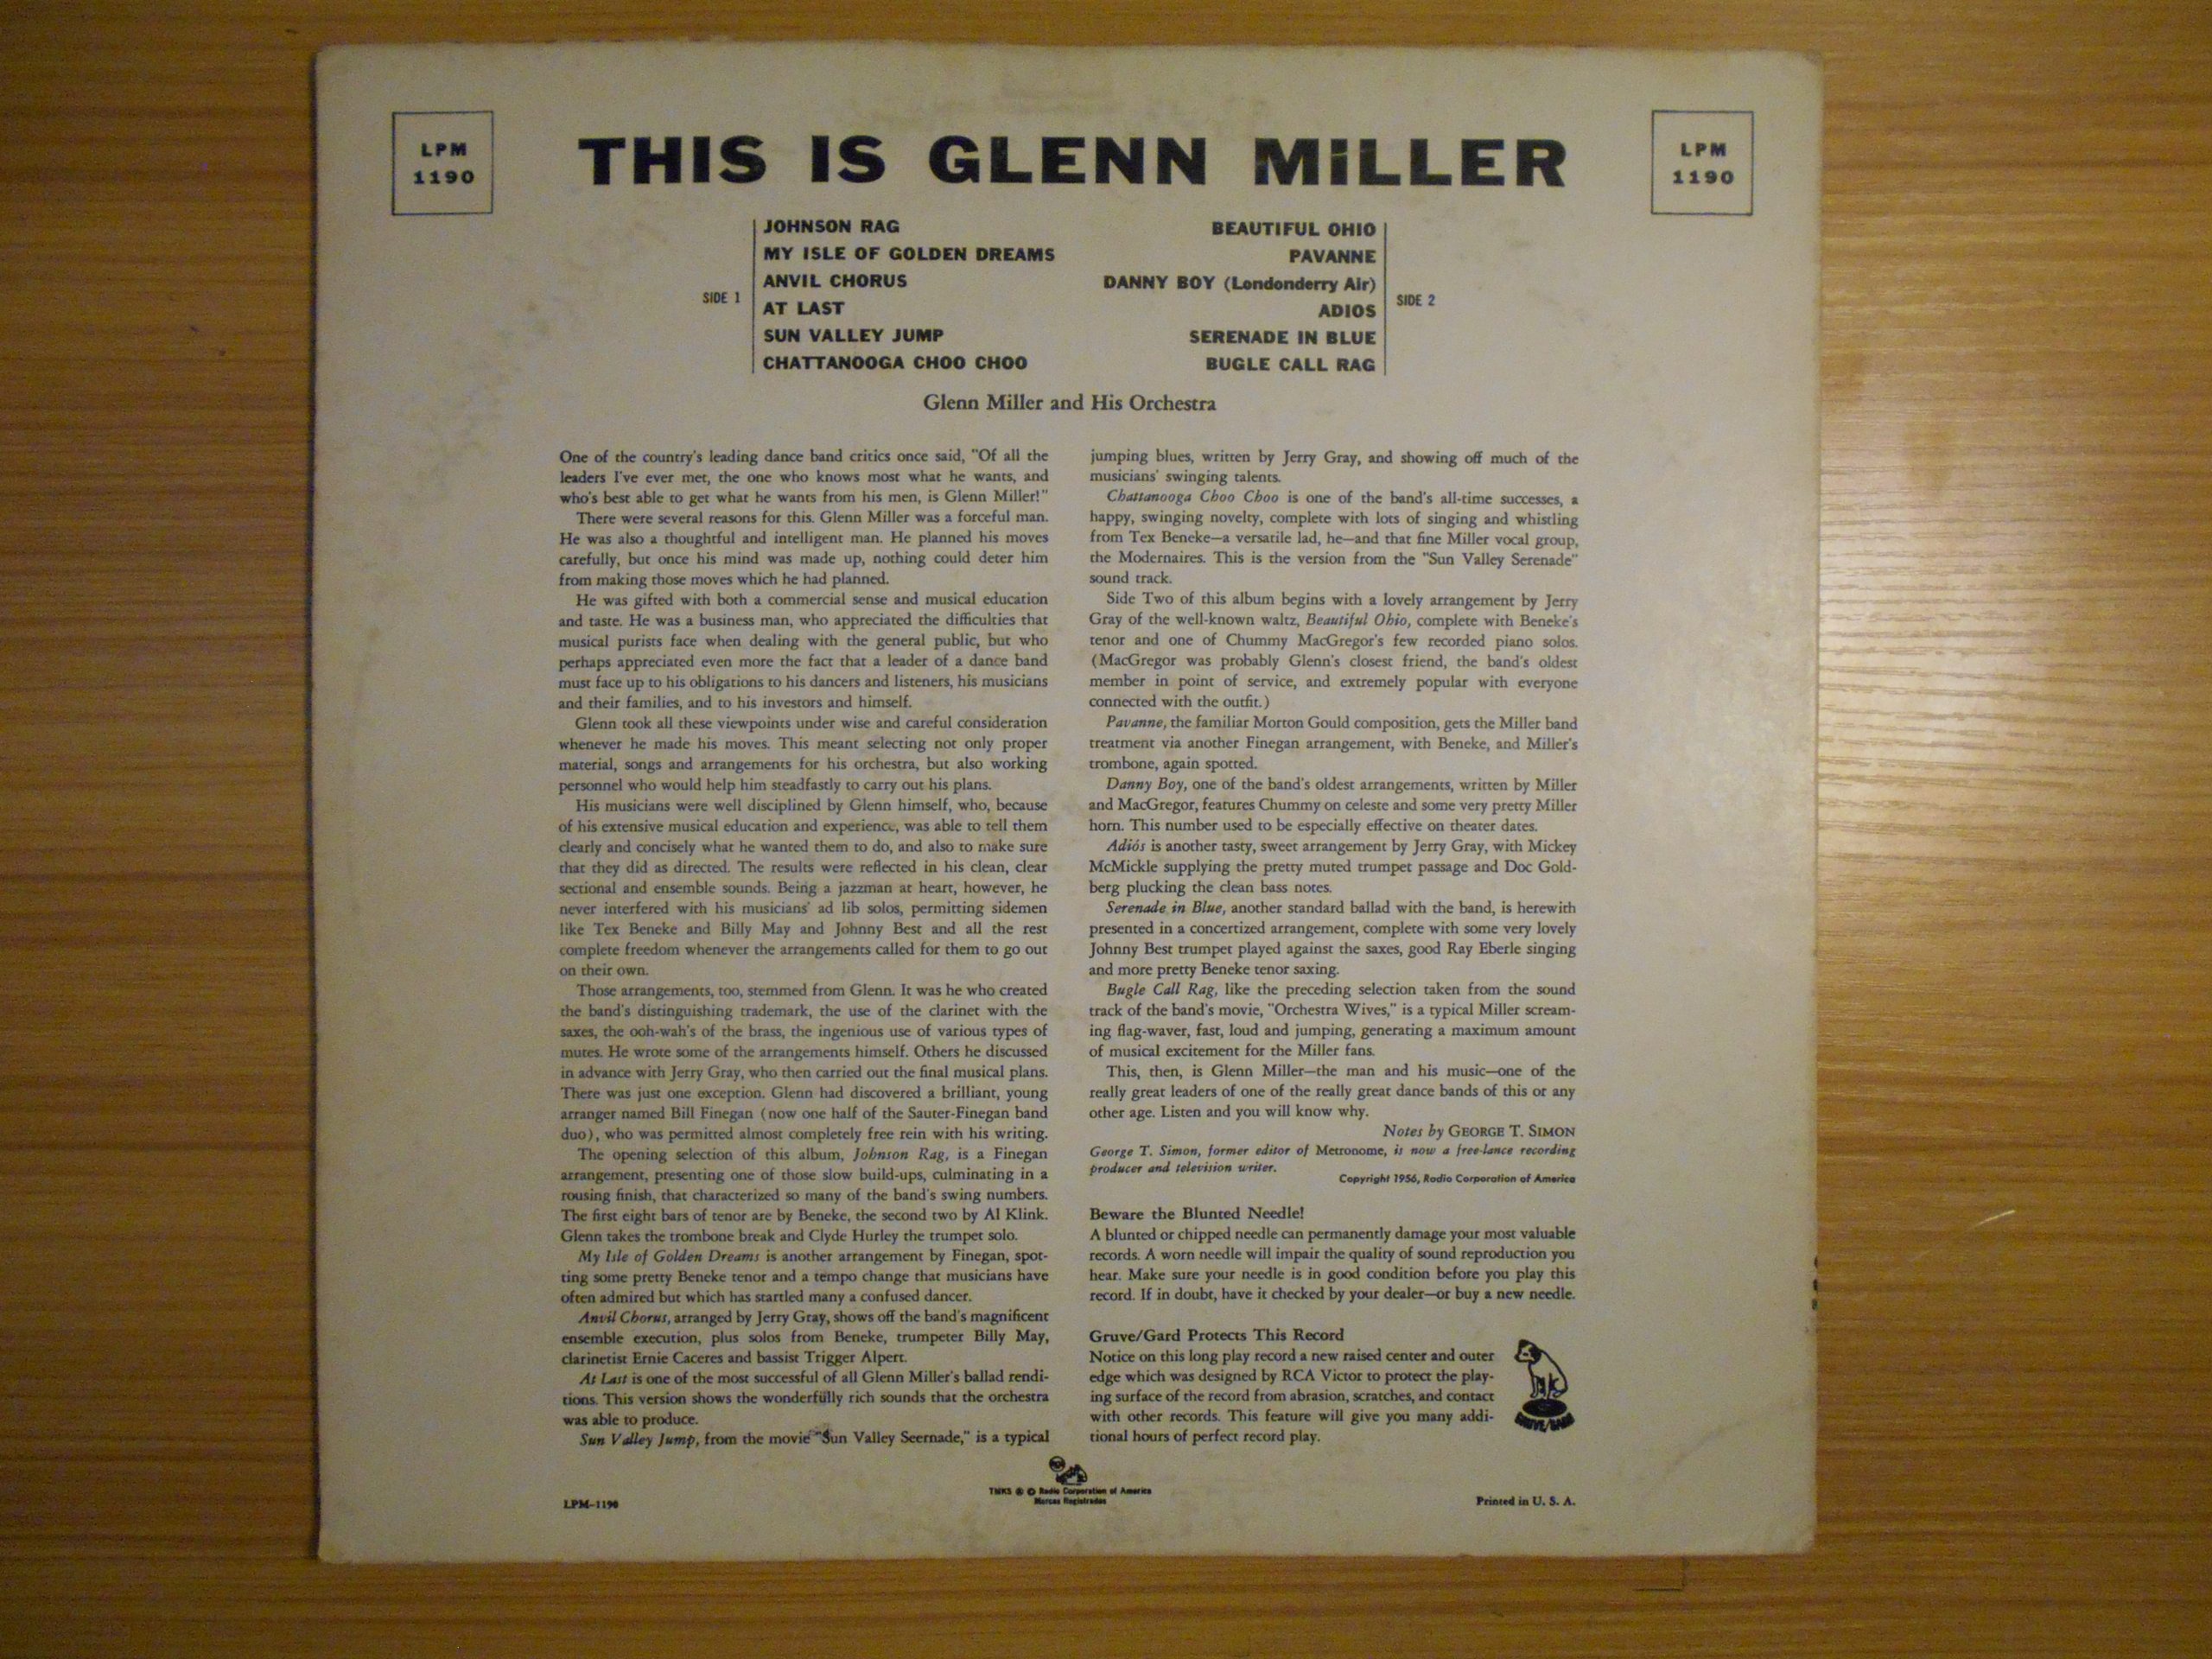 LPM
1190
THIS IS GLENN MiLLER
LPM
1190
SIDE 1
JOHNSON RAG
MY ISLE OF GOLDEN DREAMS
ANVIL CHORUS
AT LAST
SUN VALLEY JUMP
CHATTANOOGA CHOO CHOO
BEAUTIFUL OHIO
PAVANNE
DANNY BOY (Londonderry Air)
ADIOS
SERENADE IN BLUE
BUGLE CALL RAG
SIDE 2
Glenn Miller and His Orchestra
One of the country's leading dance band critics once said, "Of all the
leaders I've ever met, the one who knows most what he wants, and
who's best able to get what he wants from his men, is Glenn Miller!"
There were several reasons for this. Glenn Miller was a forceful man.
He was also a thoughtful and intelligent man. He planned his moves
carefully, but once his mind was made up, nothing could deter him
from making those moves which he had planned.
He was gifted with both a commercial sense and musical education
and taste. He was a business man, who appreciated the difficulties that
musical purists face when dealing with the general public, but who
perhaps appreciated even more the fact that a leader of a dance band
must face up to his obligations to his dancers and listeners, his musicians
and their families, and to his investors and himself.
Glenn took all these viewpoints under wise and careful consideration
whenever he made his moves. This meant selecting not only proper
material, songs and arrangements for his orchestra, but also working
personnel who would help him steadfastly to carry out his plans.
His musicians were well disciplined by Glenn himself, who, because
of his extensive musical education and experience, was able to tell them
clearly and concisely what he wanted them to do, and also to make sure
that they did as directed. The results were reflected in his clean, clear
sectional and ensemble sounds. Being a jazzman at heart, however, he
never interfered with his musicians' ad lib solos, permitting sidemen
like Tex Beneke and Billy May and Johnny Best and all the rest
complete freedom whenever the arrangements called for them to go out
on their own.
Those arrangements, too, stemmed from Glenn. It was he who created
the band's distinguishing trademark, the use of the clarinet with the
saxes, the ooh-wah's of the brass, the ingenious use of various types of
mutes. He wrote some of the arrangements himself. Others he discussed
in advance with Jerry Gray, who then carried out the final musical plans.
There was just one exception. Glenn had discovered a brilliant, young
arranger named Bill Finegan (now one half of the Sauter-Finegan band
duo), who was permitted almost completely free rein with his writing.
The opening selection of this album, Johnson Rag, is a Finegan
arrangement, presenting one of those slow build-ups, culminating in a
rousing finish, that characterized so many of the band's swing numbers.
The first eight bars of tenor are by Beneke, the second two by Al Klink.
Glenn takes the trombone break and Clyde Hurley the trumpet solo.
My Isle of Golden Dreams is another arrangement by Finegan, spot-
ting some pretty Beneke tenor and a tempo change that musicians have
often admired but which has startled many a confused dancer.
Anvil Chorus, arranged by Jerry Gray, shows off the band's magnificent
ensemble execution, plus solos from Beneke, trumpeter Billy May,
clarinetist Ernie Caceres and bassist Trigger Alpert.
At Last is one of the most successful of all Glenn Miller's ballad rendi-
tions. This version shows the wonderfully rich sounds that the orchestra
was able to produce.
Sun Valley Jump, from the movie "Sun Valley Seernade," is a typical
jumping blues, written by Jerry Gray, and showing off much of the
musicians' swinging talents.
Chattanooga Choo Choo is one of the band's all-time successes, a
happy, swinging novelty, complete with lots of singing and whistling
from Tex Beneke—a versatile lad, he—and that fine Miller vocal group,
the Modernaires. This is the version from the "Sun Valley Serenade"
sound track.
Side Two of this album begins with a lovely arrangement by Jerry
Gray of the well-known waltz, Beautiful Ohio, complete with Beneke's
tenor and one of Chummy MacGregor's few recorded piano solos.
(MacGregor was probably Glenn's closest friend, the band's oldest
member in point of service, and extremely popular with everyone
connected with the outfit.)
Pavanne, the familiar Morton Gould composition, gets the Miller band
treatment via another Finegan arrangement, with Beneke, and Miller's
trombone, again spotted.
Danny Boy, one of the band's oldest arrangements, written by Miller
and MacGregor, features Chummy on celeste and some very pretty Miller
horn. This number used to be especially effective on theater dates.
Adiós is another tasty, sweet arrangement by Jerry Gray, with Mickey
McMickle supplying the pretty muted trumpet passage and Doc Gold-
berg plucking the clean bass notes.
Serenade in Blue, another standard ballad with the band, is herewith
presented in a concertized arrangement, complete with some very lovely
Johnny Best trumpet played against the saxes, good Ray Eberle singing
and more pretty Beneke tenor saxing.
Bugle Call Rag, like the preceding selection taken from the sound
track of the band's movie, "Orchestra Wives," is a typical Miller scream-
ing flag-waver, fast, loud and jumping, generating a maximum amount
of musical excitement for the Miller fans.
This, then, is Glenn Miller—the man and his music—one of the
really great leaders of one of the really great dance bands of this or any
other age. Listen and you will know why.
Notes by GEORGE T. SIMON
George T. Simon, former editor of Metronome, is now a free-lance recording
producer and television writer.
Copyright 1956, Radio Corporation of America
Beware the Blunted Needle!
A blunted or chipped needle can permanently damage your most valuable
records. A worn needle will impair the quality of sound reproduction you
hear. Make sure your needle is in good condition before you play this
record. If in doubt, have it checked by your dealer—or buy a new needle.
Gruve/Gard Protects This Record
Notice on this long play record a new raised center and outer
edge which was designed by RCA Victor to protect the play-
ing surface of the record from abrasion, scratches, and contact
with other records. This feature will give you many addi-
tional hours of perfect record play.
GRUVE/GARD
LPM-1190
TMKS ® © Radio Corporation of America
Marcas Registradas
Printed in U. S. A.